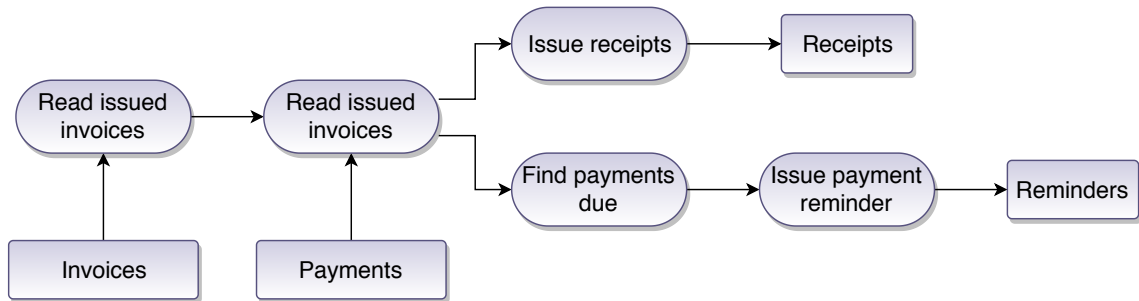 Issue receipts
Receipts
Read issued
invoices
Read issued
invoices
Find payments
due
Issue payment
reminder
Reminders
Invoices
Payments